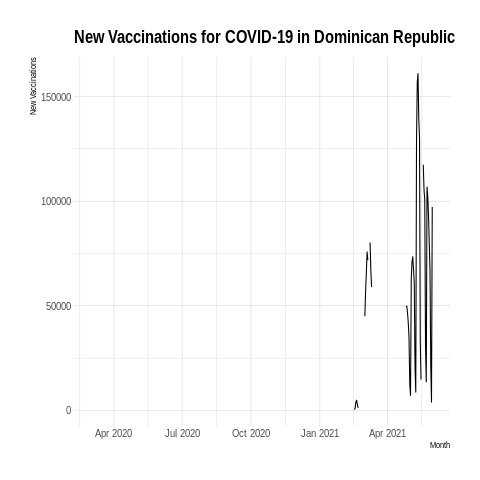 New Vaccinations for COVID-19 in Dominican Republic
New Vaccinations
150000
100000
50000
0
Apr 2020 Jul 2020 Oct 2020 Jan 2021 Apr 2021
Month